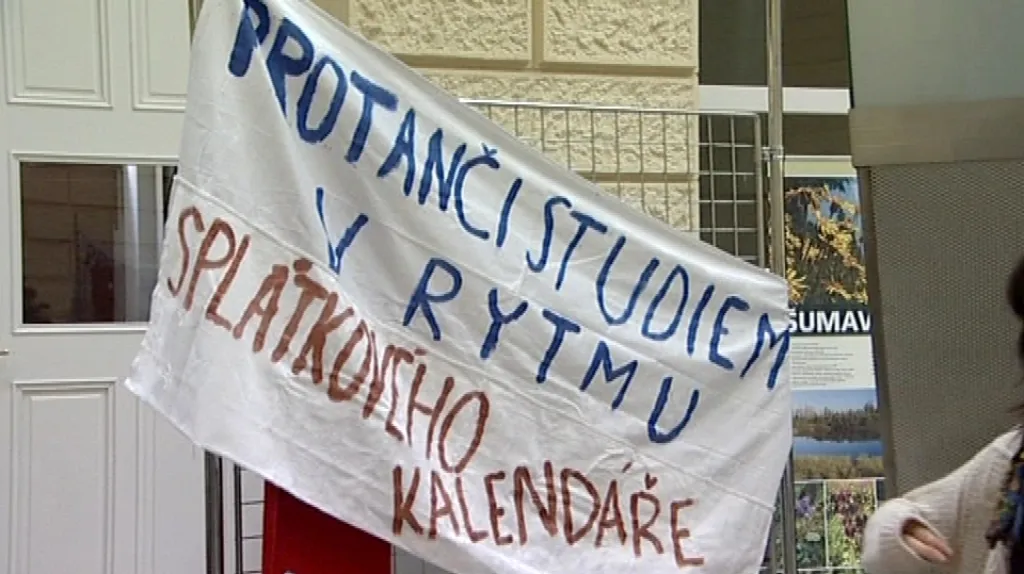 PROTANČI STUDIEM
V RYTMU
SPLÁTKOVÉHO
KALENDÁŘE
ŠUMAV